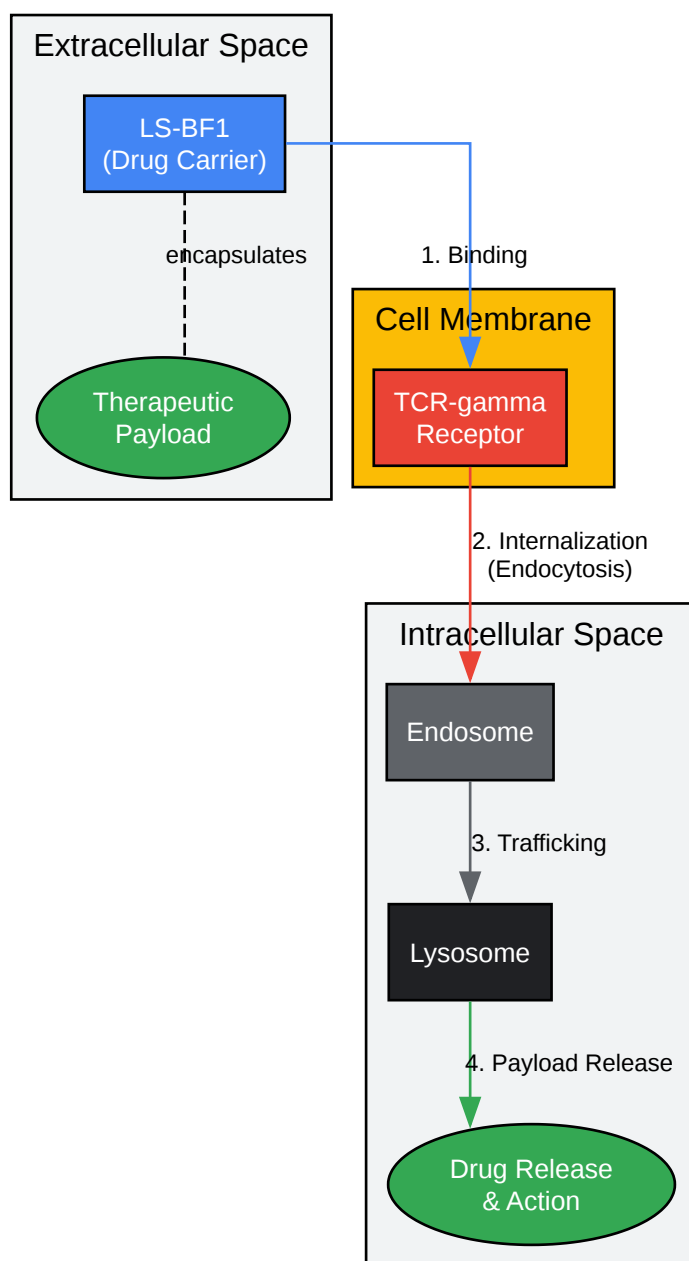 Extracellular Space
LS-BF1
(Drug Carrier)
encapsulates
1. Binding
Cell Membrane
Therapeutic
Payload
TCR-gamma
Receptor
2. Internalization
(Endocytosis)
Intracellular Space
Endosome
3. Trafficking
Lysosome
4. Payload Release
Drug Release
& Action